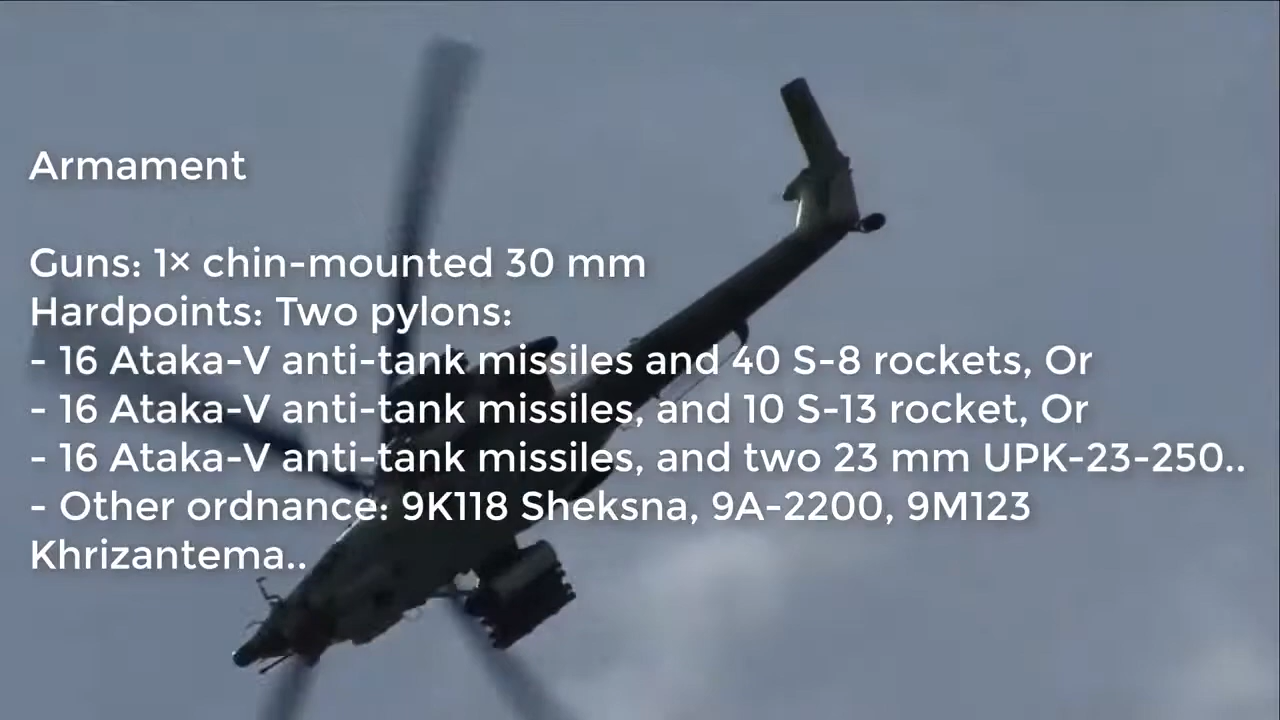 Armament
Guns: 1× chin-mounted 30 mm
Hardpoints: Two pylons:
- 16 Ataka-V anti-tank missiles and 40 S-8 rockets, Or
- 16 Ataka-V anti-tank missiles, and 10 S-13 rocket, Or
- 16 Ataka-V anti-tank missiles, and two 23 mm UPK-23-250..
- Other ordnance: 9K118 Sheksna, 9A-2200, 9M123
Khrizantema..